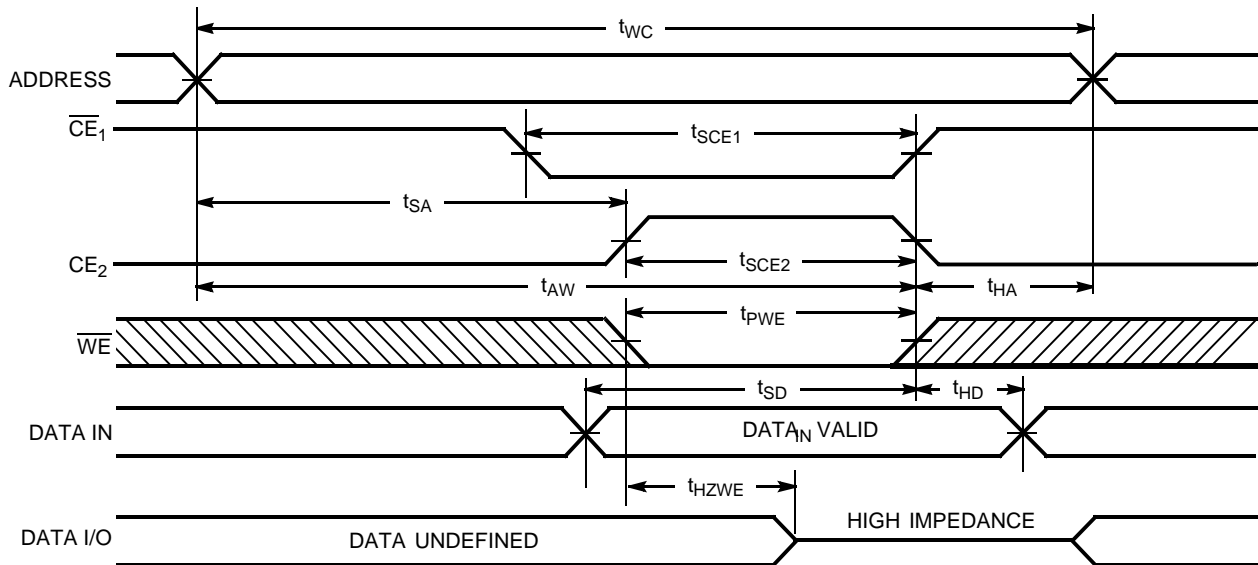 tWC
ADDRESS
CE1
tSCE1
tSA
CE2
tSCE2
tAW
tHA
tPWE
WE
tSD
tHD
DATA IN
DATAIN VALID
tHZWE
HIGH IMPEDANCE
DATA I/O
DATA UNDEFINED